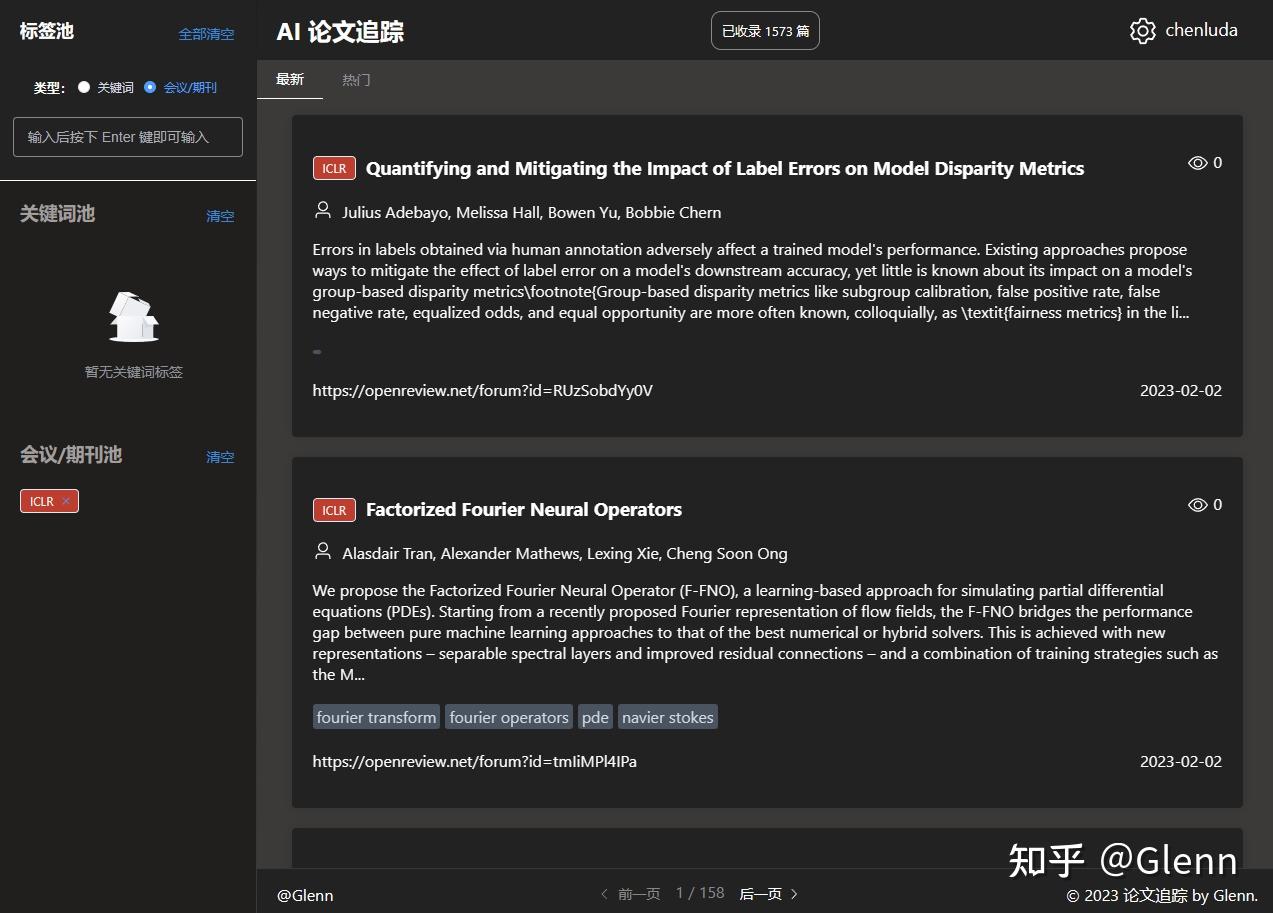 标签池
全部清空
类型: 关键词 会议/期刊
输入后按下 Enter 键即可输入
关键词池
清空
暂无关键词标签
会议/期刊池
清空
ICLR ×
AI 论文追踪
已收录 1573 篇
chenluda
最新
热门
ICLR Quantifying and Mitigating the Impact of Label Errors on Model Disparity Metrics
0
Julius Adebayo, Melissa Hall, Bowen Yu, Bobbie Chern
Errors in labels obtained via human annotation adversely affect a trained model's performance. Existing approaches propose
ways to mitigate the effect of label error on a model's downstream accuracy, yet little is known about its impact on a model's
group-based disparity metrics\footnote{Group-based disparity metrics like subgroup calibration, false positive rate, false
negative rate, equalized odds, and equal opportunity are more often known, colloquially, as \textit{fairness metrics} in the li...
https://openreview.net/forum?id=RUzSobdYy0V
2023-02-02
ICLR Factorized Fourier Neural Operators
0
Alasdair Tran, Alexander Mathews, Lexing Xie, Cheng Soon Ong
We propose the Factorized Fourier Neural Operator (F-FNO), a learning-based approach for simulating partial differential
equations (PDEs). Starting from a recently proposed Fourier representation of flow fields, the F-FNO bridges the performance
gap between pure machine learning approaches to that of the best numerical or hybrid solvers. This is achieved with new
representations – separable spectral layers and improved residual connections – and a combination of training strategies such as
the M...
fourier transform fourier operators pde navier stokes
https://openreview.net/forum?id=tmIiMPl4IPa
2023-02-02
知乎 @Glenn
@Glenn
< 前一页 1 / 158 后一页 >
© 2023 论文追踪 by Glenn.